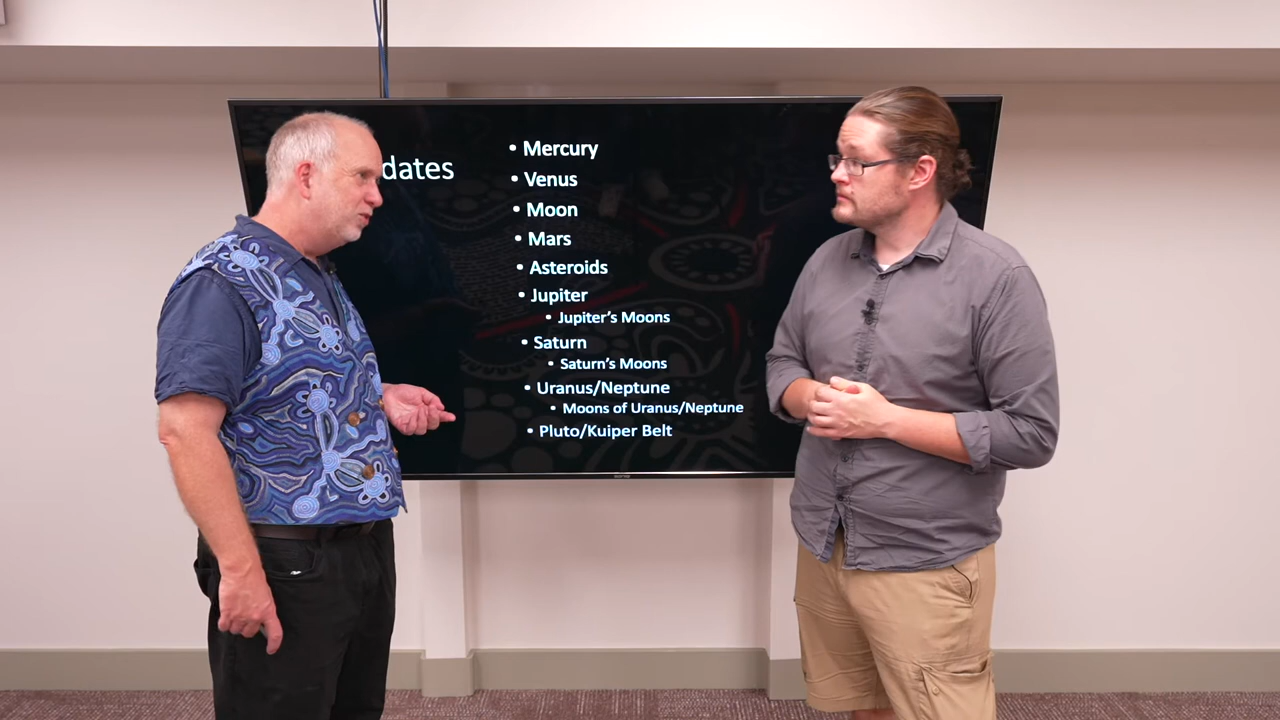 dates
• Mercury
• Venus
• Moon
• Mars
• Asteroids
• Jupiter
• Jupiter's Moons
• Saturn
• Saturn's Moons
• Uranus/Neptune
• Moons of Uranus/Neptune
• Pluto/Kuiper Belt